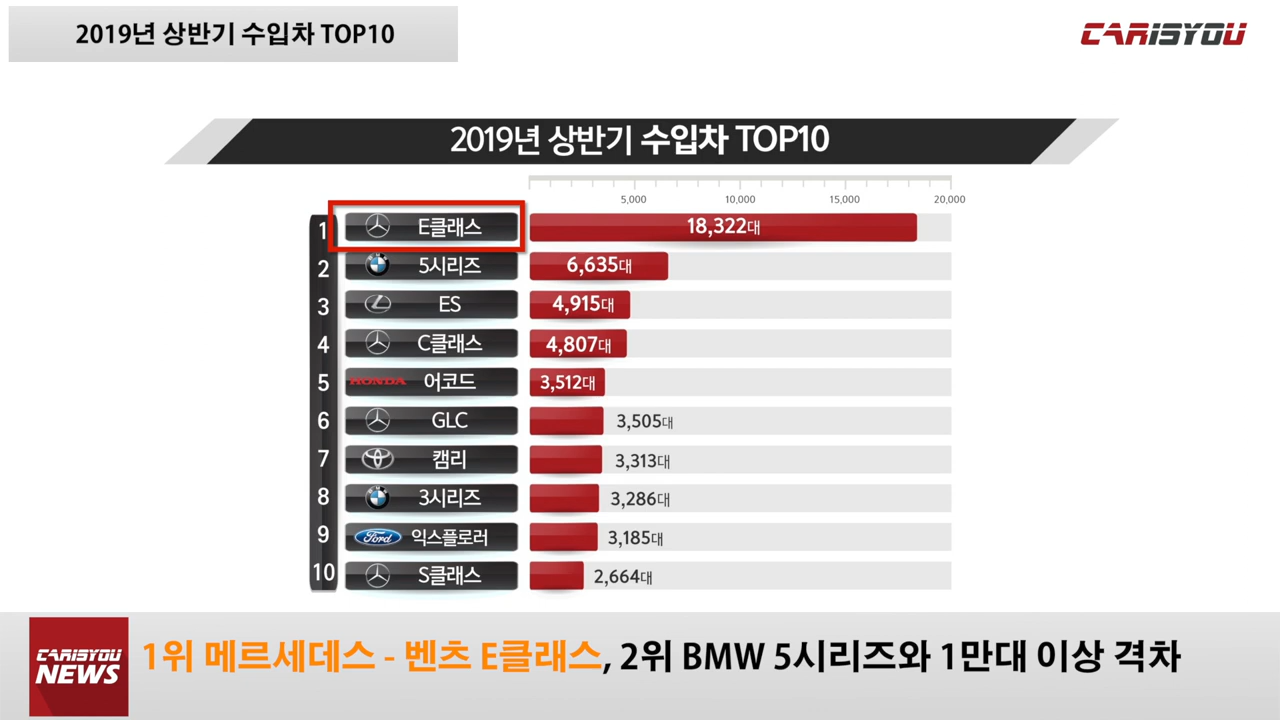 2019년 상반기 수입차 TOP10
CARISYOU
2019년 상반기 수입차 TOP10
5,000 10,000 15,000 20,000
1 E클래스 18,322대
2 5시리즈 6,635대
3 ES 4,915대
4 C클래스 4,807대
5 HONDA 어코드 3,512대
6 GLC 3,505대
7 캠리 3,313대
8 3시리즈 3,286대
9 Ford 익스플로러 3,185대
10 S클래스 2,664대
CARISYOU
NEWS
1위 메르세데스 - 벤츠 E클래스, 2위 BMW 5시리즈와 1만대 이상 격차